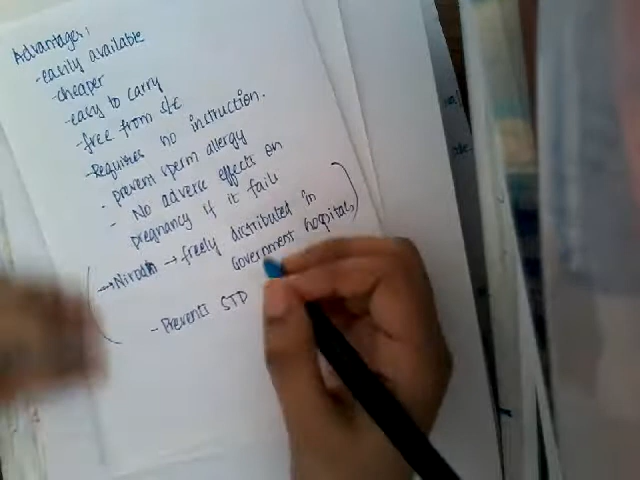 Advantages:
-easily available
-cheaper
-easy to carry
-free from s/e
-Requires no instruction.
- prevent sperm allergy
- No adverse effects on
pregnancy if it fails
→Nirodh → freely distributed in
Government hospitals
- Prevents STD